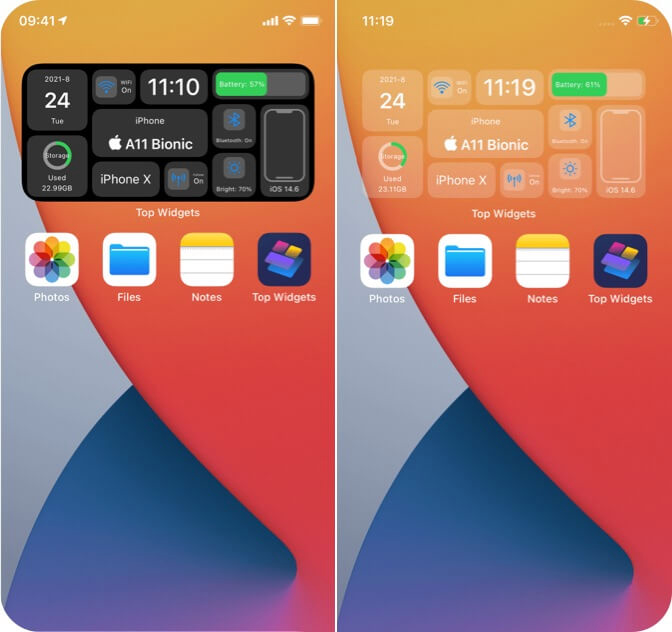 09:41
2021-8
24
Tue
WiFi
On
11:10
Battery: 57%
iPhone
A11 Bionic
Bluetooth: On
Storage
Used
22.99GB
iPhone X
On
Bright: 70%
iOS 14.6
Top Widgets
Photos
Files
Notes
Top Widgets
11:19
2021-8
24
Tue
WiFi
On
11:19
Battery: 61%
iPhone
A11 Bionic
Bluetooth: On
Storage
Used
23.11GB
iPhone X
On
Bright: 70%
iOS 14.6
Top Widgets
Photos
Files
Notes
Top Widgets